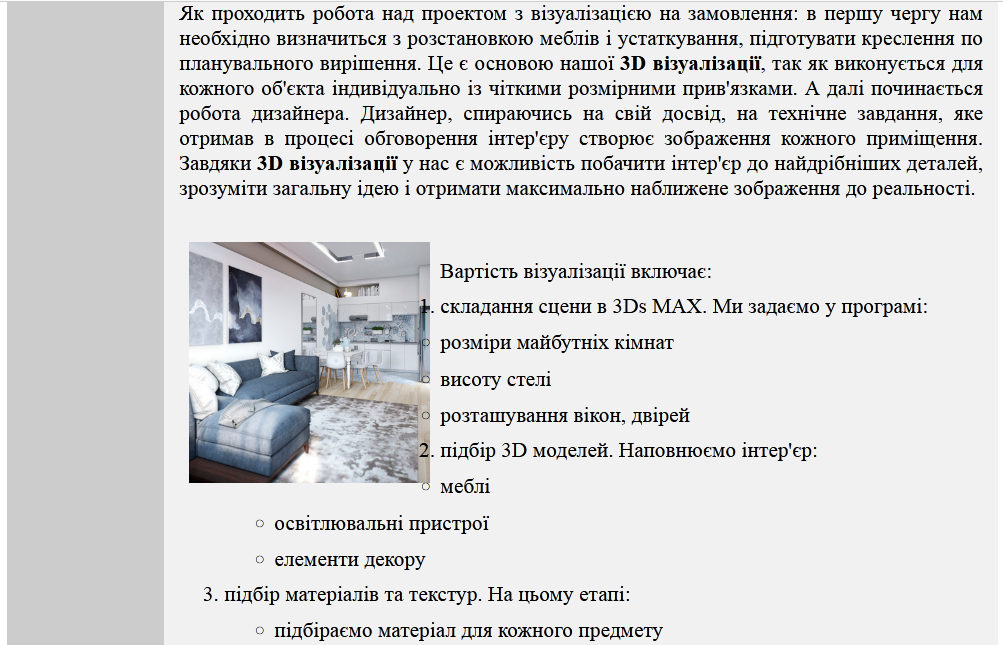 Як проходить робота над проектом з візуалізацією на замовлення: в першу чергу нам
необхідно визначиться з розстановкою меблів і устаткування, підготувати креслення по
планувального вирішення. Це є основою нашої 3D візуалізації, так як виконується для
кожного об'єкта індивідуально із чіткими розмірними прив'язками. А далі починається
робота дизайнера. Дизайнер, спираючись на свій досвід, на технічне завдання, яке
отримав в процесі обговорення інтер'єру створює зображення кожного приміщення.
Завдяки 3D візуалізації у нас є можливість побачити інтер'єр до найдрібніших деталей,
зрозуміти загальну ідею і отримати максимально наближене зображення до реальності.
Вартість візуалізації включає:
1. складання сцени в 3Ds MAX. Ми задаємо у програмі:
розміри майбутніх кімнат
висоту стелі
розташування вікон, двірей
2. підбір 3D моделей. Наповнюємо інтер'єр:
меблі
освітлювальні пристрої
елементи декору
3. підбір матеріалів та текстур. На цьому етапі:
підбіраємо матеріал для кожного предмету